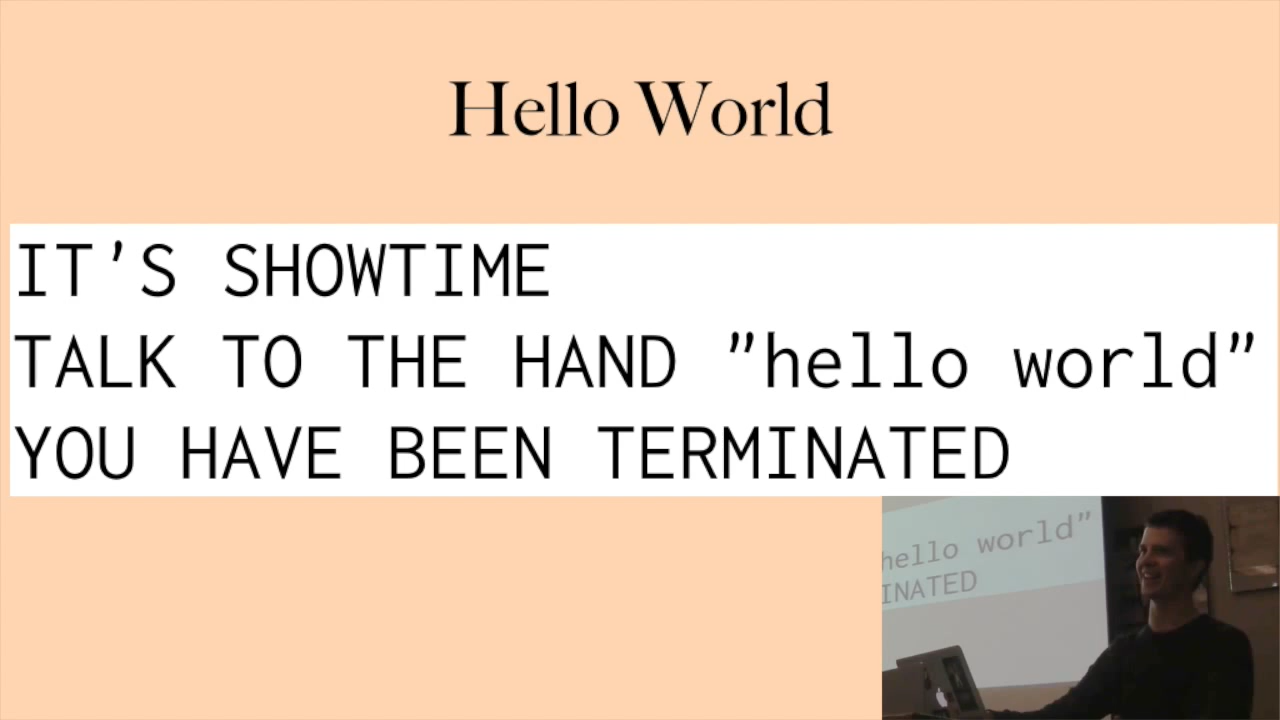 Hello World
IT'S SHOWTIME
TALK TO THE HAND "hello world"
YOU HAVE BEEN TERMINATED
hello world"
INATED